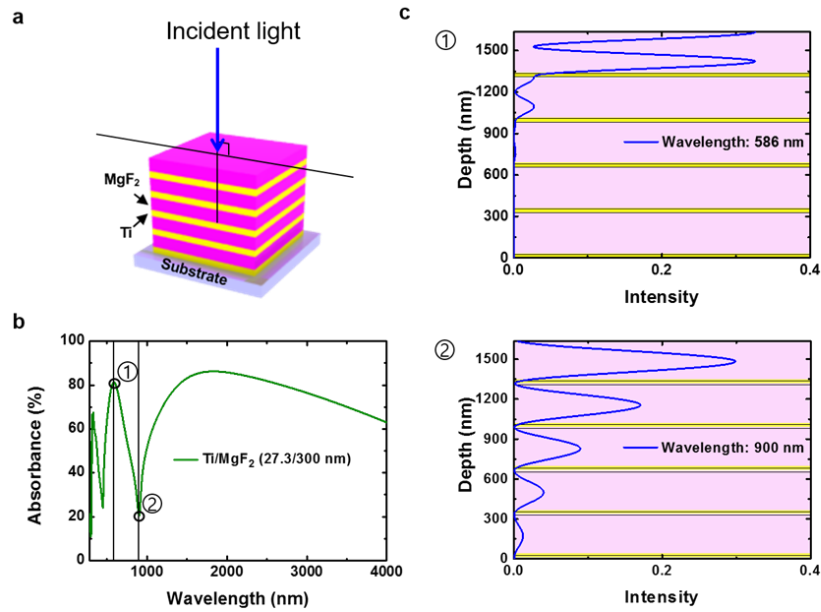 a
Incident light
MgF2
Ti
Substrate
b
100
80
60
40
20
0
Absorbance (%)
①
②
Ti/MgF2 (27.3/300 nm)
1000
2000
3000
4000
Wavelength (nm)
c
①
1500
1200
900
600
300
0
Depth (nm)
Wavelength: 586 nm
0.0
0.2
0.4
Intensity
②
1500
1200
900
600
300
0
Depth (nm)
Wavelength: 900 nm
0.0
0.2
0.4
Intensity